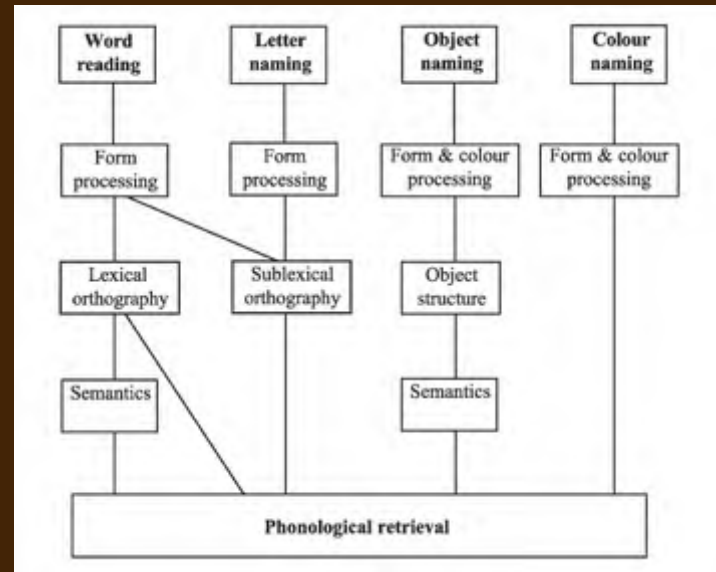 Word
reading
Letter
naming
Object
naming
Colour
naming
Form
processing
Form
processing
Form & colour
processing
Form & colour
processing
Lexical
orthography
Sublexical
orthography
Object
structure
Semantics
Semantics
Phonological retrieval